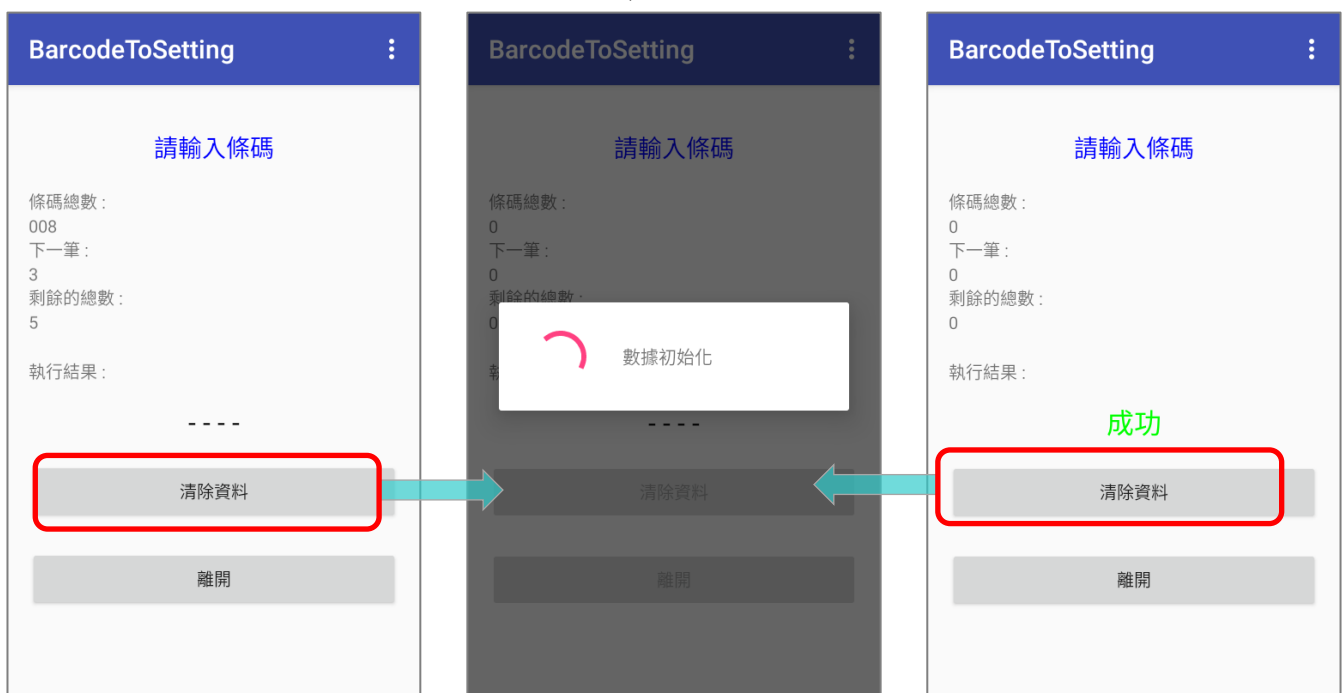 BarcodeToSetting
請輸入條碼
條碼總數 :
008
下一筆 :
3
剩餘的總數 :
5
執行結果 :
- - - -
清除資料
離開
BarcodeToSetting
請輸入條碼
條碼總數 :
0
下一筆 :
0
剩餘的總數 :
0
數據初始化
- - - -
清除資料
離開
BarcodeToSetting
請輸入條碼
條碼總數 :
0
下一筆 :
0
剩餘的總數 :
0
執行結果 :
成功
清除資料
離開